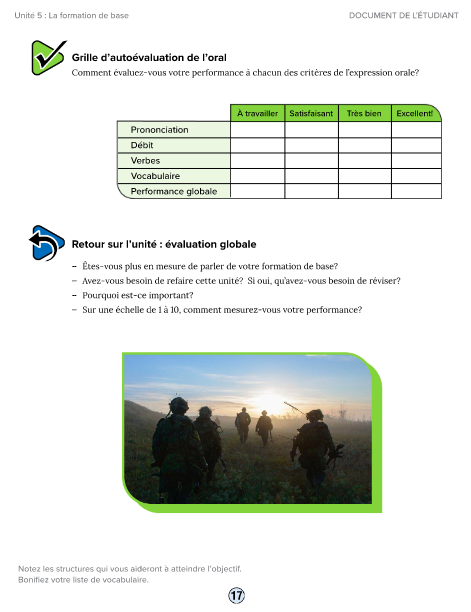 Unité 5 : La formation de base
DOCUMENT DE L'ÉTUDIANT
Grille d'autoévaluation de l'oral
Comment évaluez-vous votre performance à chacun des critères de l'expression orale?
À travailler Satisfaisant Très bien Excellent!
Prononciation
Débit
Verbes
Vocabulaire
Performance globale
Retour sur l'unité : évaluation globale
– Êtes-vous plus en mesure de parler de votre formation de base?
– Avez-vous besoin de refaire cette unité? Si oui, qu'avez-vous besoin de réviser?
– Pourquoi est-ce important?
– Sur une échelle de 1 à 10, comment mesurez-vous votre performance?
Notez les structures qui vous aideront à atteindre l'objectif.
Bonifiez votre liste de vocabulaire.
17